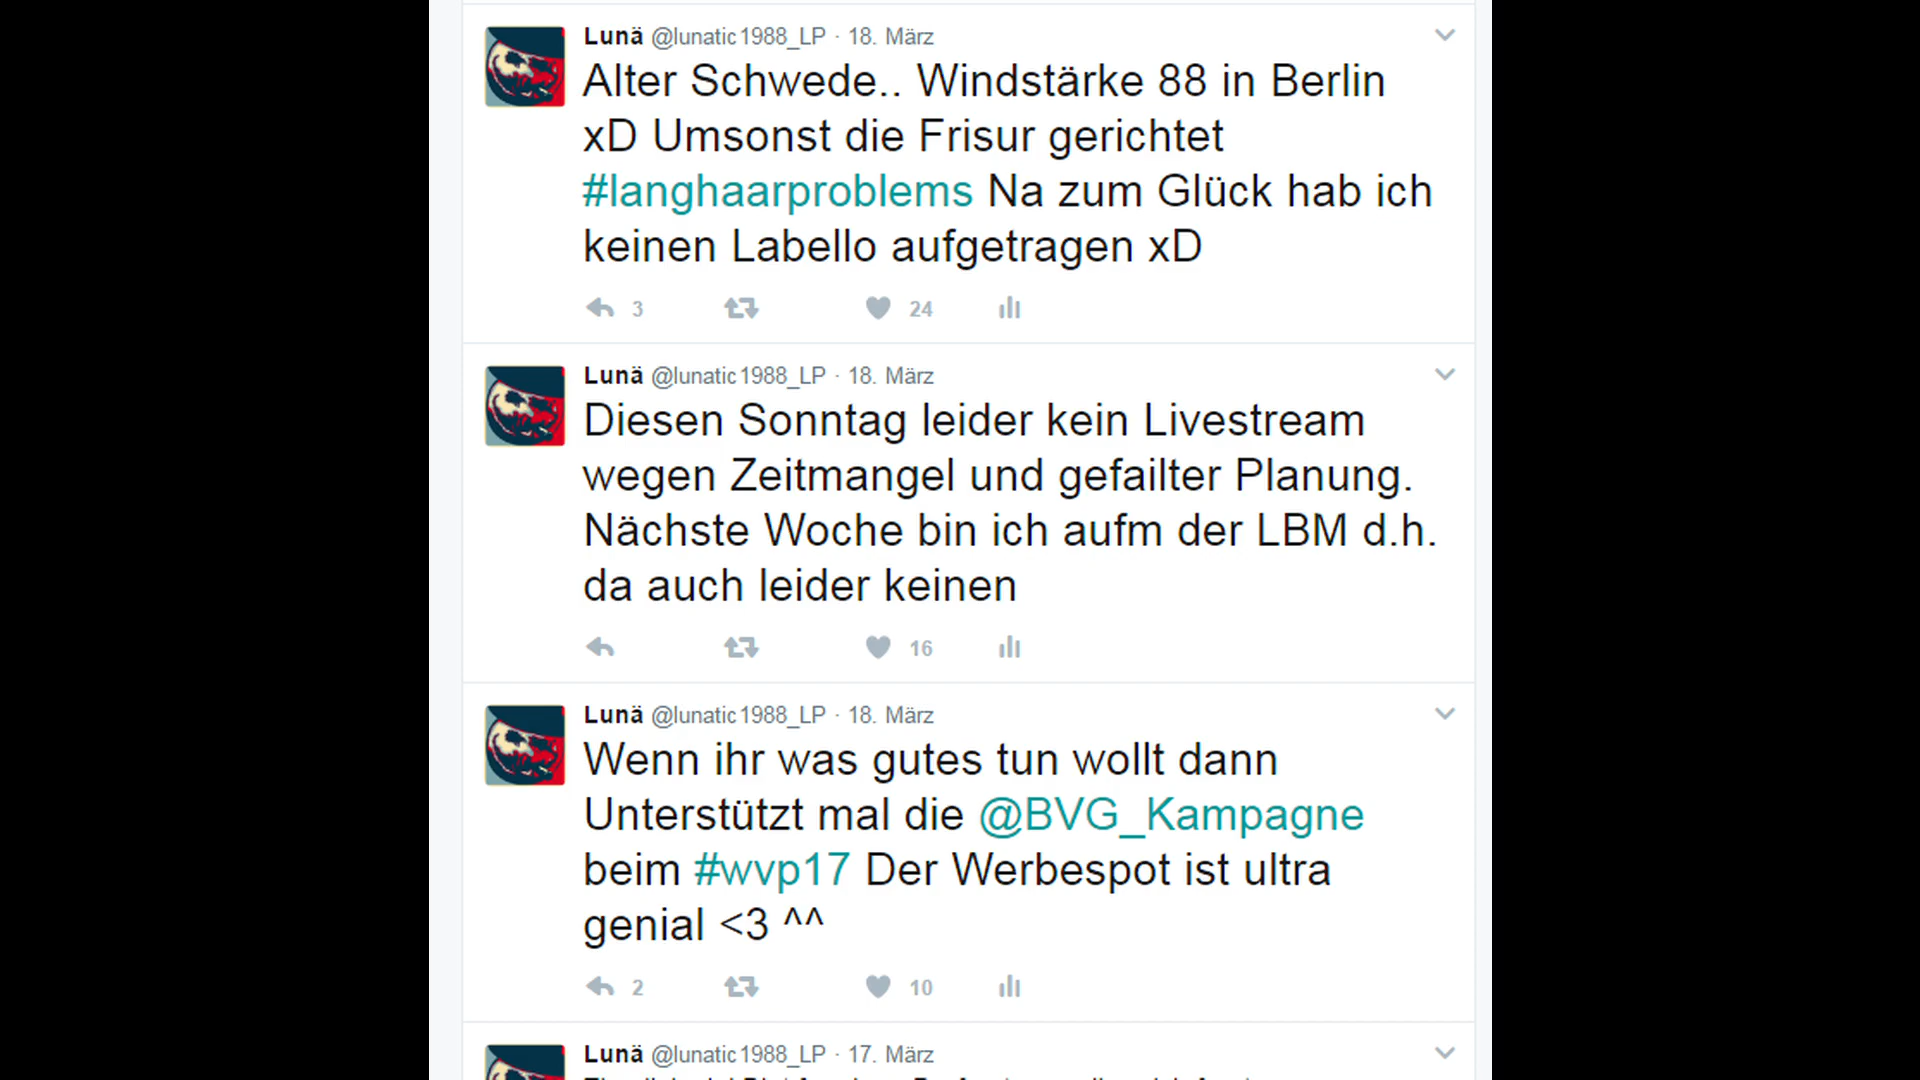 Lunä @lunatic1988_LP · 18. März
Alter Schwede.. Windstärke 88 in Berlin
xD Umsonst die Frisur gerichtet
#langhaarproblems Na zum Glück hab ich
keinen Labello aufgetragen xD
3 24
Lunä @lunatic1988_LP · 18. März
Diesen Sonntag leider kein Livestream
wegen Zeitmangel und gefailter Planung.
Nächste Woche bin ich aufm der LBM d.h.
da auch leider keinen
16
Lunä @lunatic1988_LP · 18. März
Wenn ihr was gutes tun wollt dann
Unterstützt mal die @BVG_Kampagne
beim #wvp17 Der Werbespot ist ultra
genial <3 ^^
2 10
Lunä @lunatic1988_LP · 17. März